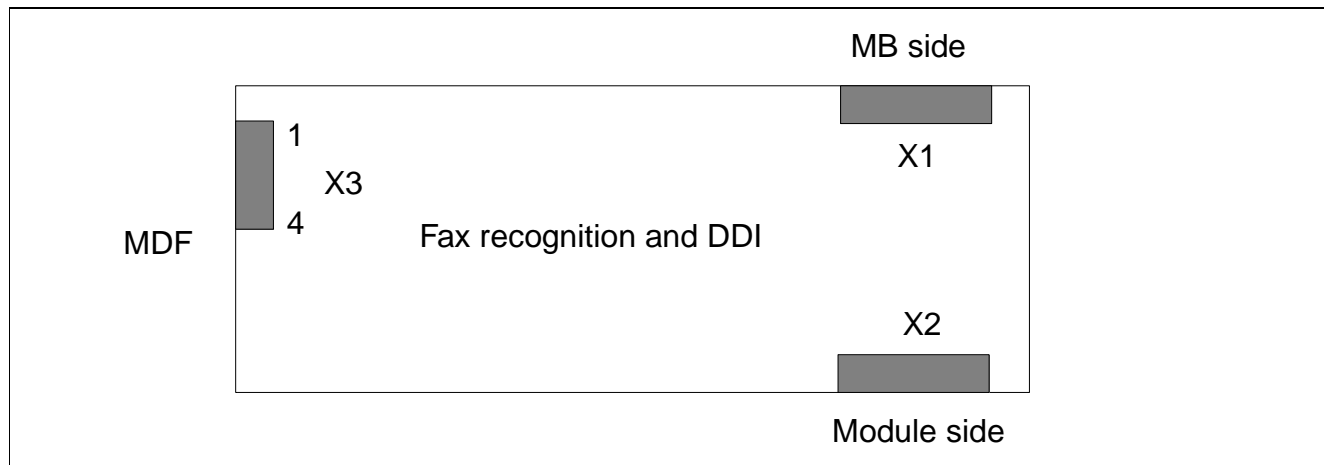 MB side
1
X1
X3
4
Fax recognition and DDI
MDF
X2
Module side